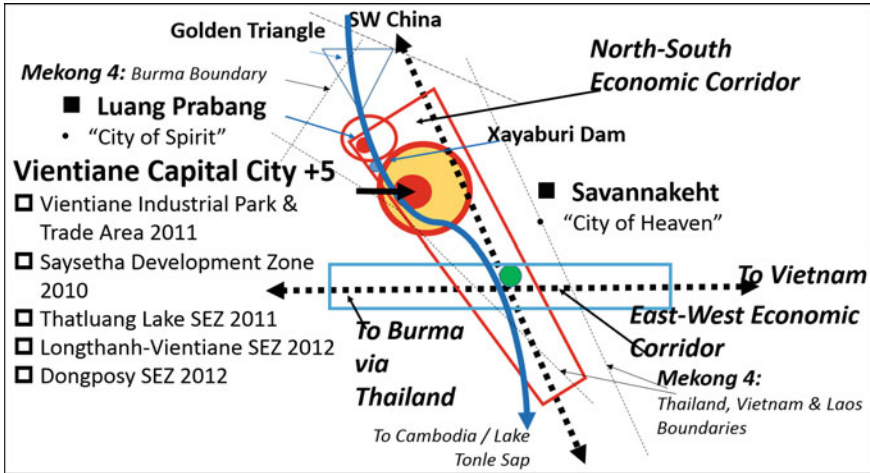 SW China
Golden Triangle
North-South
Economic Corridor
Mekong 4: Burma Boundary
■ Luang Prabang
• “City of Spirit”
Xayaburi Dam
Vientiane Capital City +5
❑ Vientiane Industrial Park &
Trade Area 2011
❑ Saysetha Development Zone
2010
❑ Thatluang Lake SEZ 2011
❑ Longthanh-Vientiane SEZ 2012
❑ Dongposy SEZ 2012
■ Savannakeht
“City of Heaven”
To Vietnam
East-West Economic
Corridor
To Burma
via
Thailand
Mekong 4:
Thailand, Vietnam & Laos
Boundaries
To Cambodia / Lake
Tonle Sap